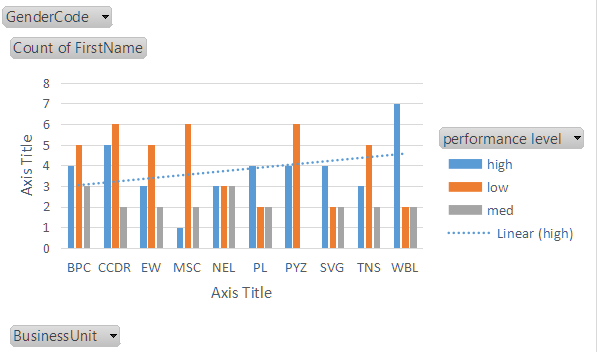 GenderCode
Count of FirstName
8
7
6
5
4
3
2
1
0
Axis Title
BPC CCDR EW MSC NEL PL PYZ SVG TNS WBL
Axis Title
performance level
high
low
med
Linear (high)
BusinessUnit